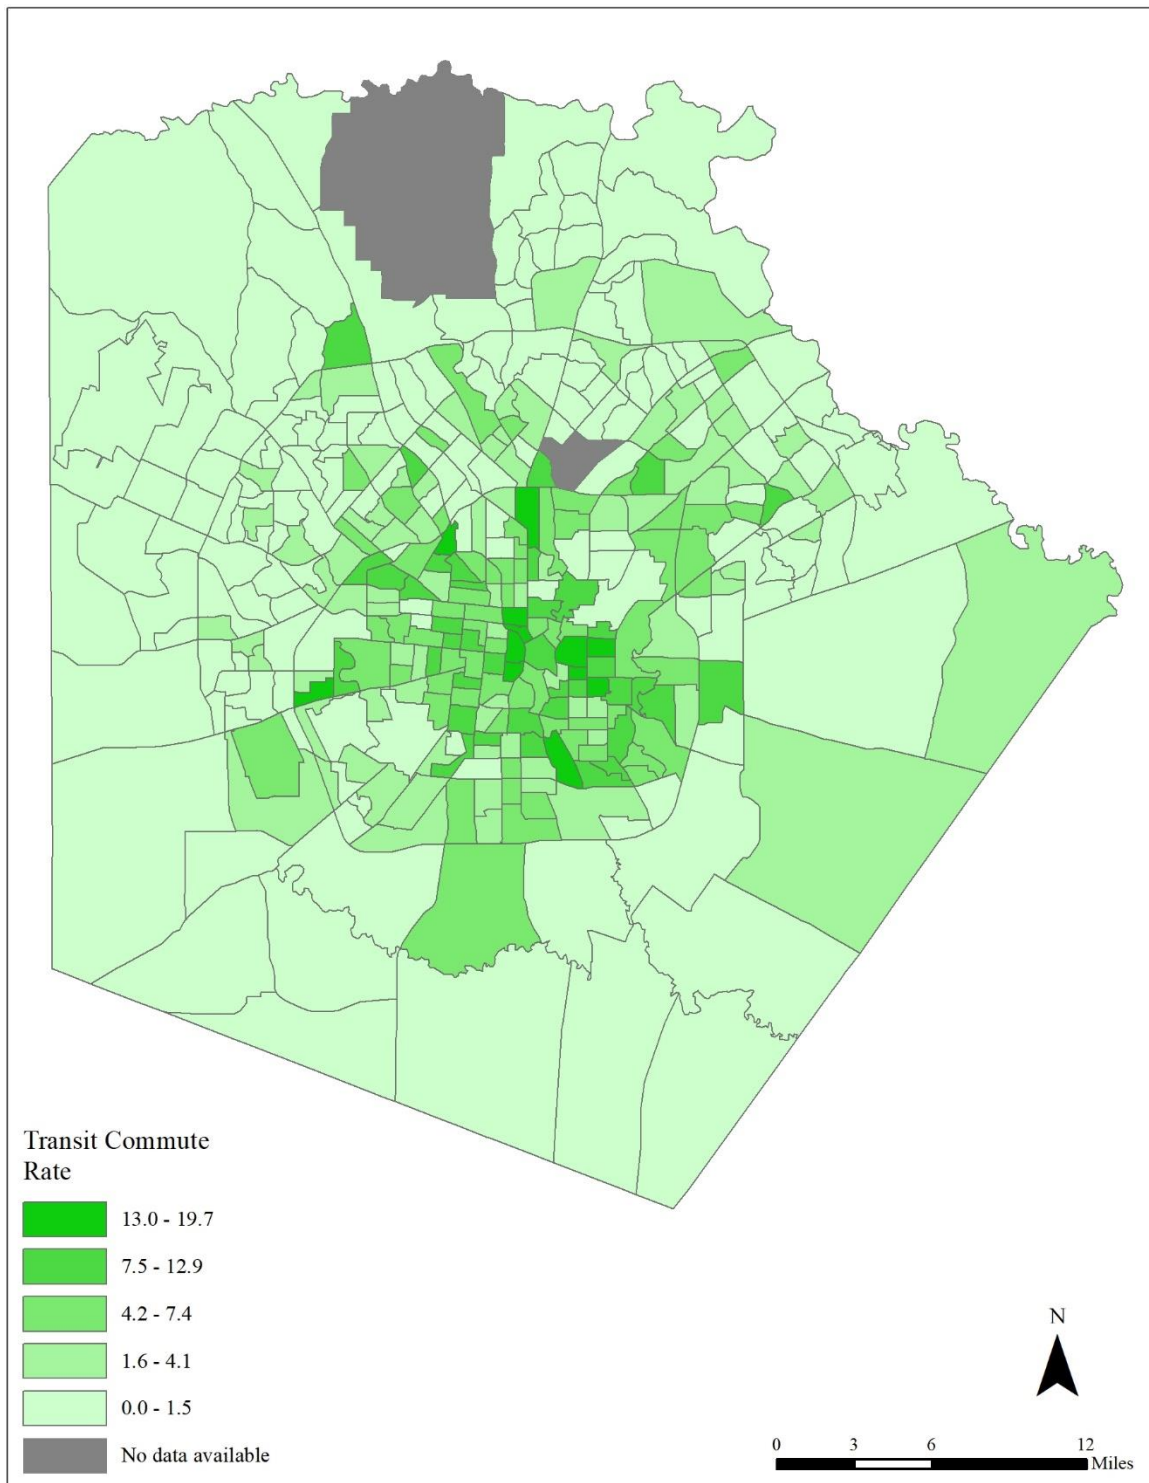 Transit Commute
Rate
13.0 - 19.7
7.5 - 12.9
4.2 - 7.4
1.6 - 4.1
0.0 - 1.5
No data available
N
0 3 6 12
Miles